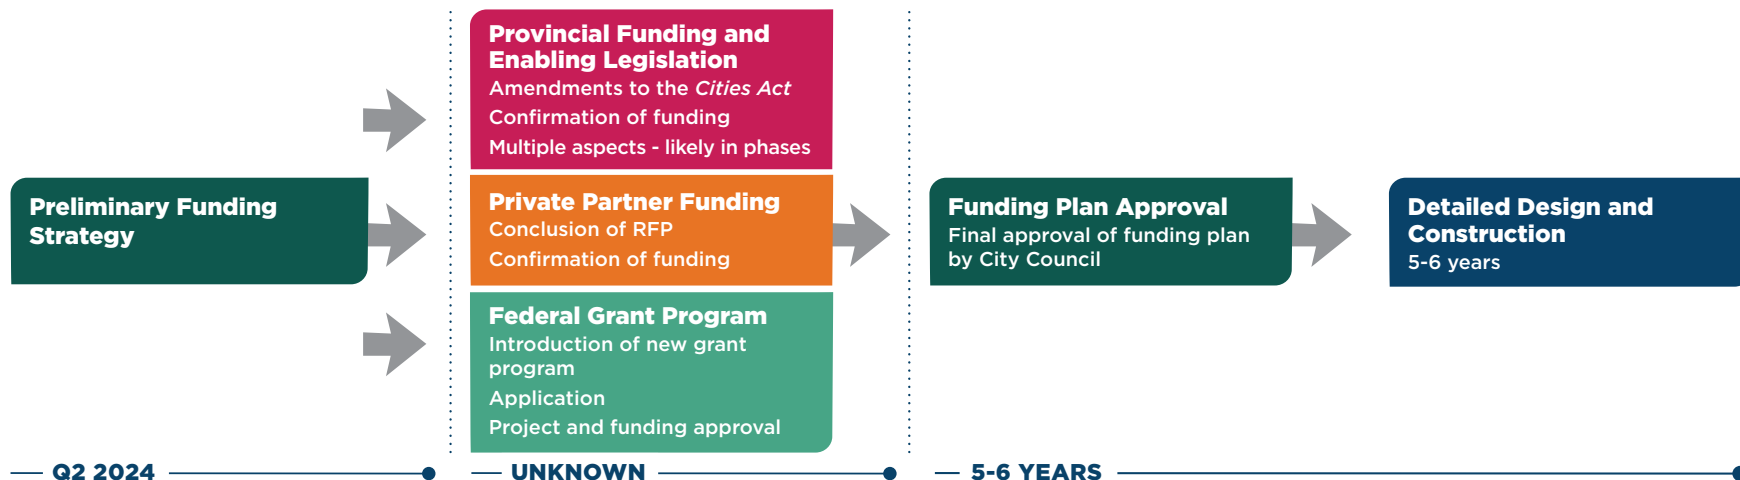 Preliminary Funding
Strategy
Provincial Funding and
Enabling Legislation
Amendments to the Cities Act
Confirmation of funding
Multiple aspects - likely in phases
Private Partner Funding
Conclusion of RFP
Confirmation of funding
Federal Grant Program
Introduction of new grant
program
Application
Project and funding approval
Funding Plan Approval
Final approval of funding plan
by City Council
Detailed Design and
Construction
5-6 years
Q2 2024
UNKNOWN
5-6 YEARS